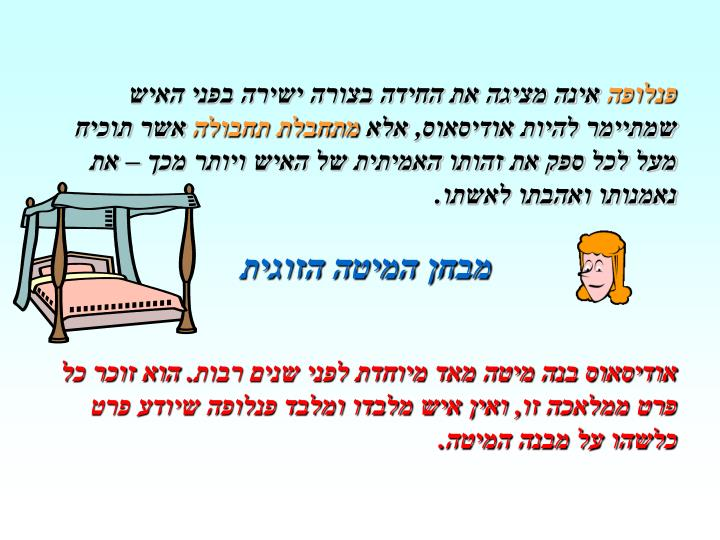 פנלופה אינה מציגה את החידה בצורה ישירה בפני האיש
שמתיימר להיות אודיסאוס, אלא מתחבלת תחבולה אשר תוכיח
מעל לכל ספק את זהותו האמיתית של האיש ויותר מכך – את
נאמנותו ואהבתו לאשתו.
מבחן המיטה הזוגית
אודיסאוס בנה מיטה מאד מיוחדת לפני שנים רבות. הוא זוכר כל
פרט ממלאכה זו, ואין איש מלבדו ומלבד פנלופה שיודע פרט
כלשהו על מבנה המיטה.